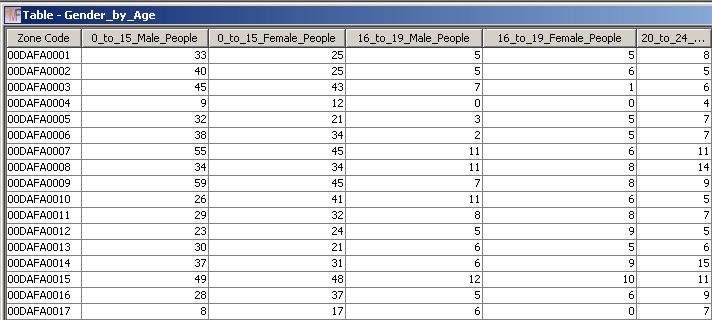 Table - Gender_by_Age
Zone Code 0_to_15_Male_People 0_to_15_Female_People 16_to_19_Male_People 16_to_19_Female_People 20_to_24_...
00DAFA0001 33 25 5 5 8
00DAFA0002 40 25 5 6 5
00DAFA0003 45 43 7 1 6
00DAFA0004 9 12 0 0 4
00DAFA0005 32 21 3 5 7
00DAFA0006 38 34 2 5 7
00DAFA0007 55 45 11 6 11
00DAFA0008 34 34 11 8 14
00DAFA0009 59 45 7 8 9
00DAFA0010 26 41 11 6 5
00DAFA0011 29 32 8 8 7
00DAFA0012 23 24 5 9 5
00DAFA0013 30 21 6 5 6
00DAFA0014 37 31 6 9 15
00DAFA0015 49 48 12 10 11
00DAFA0016 28 37 5 6 9
00DAFA0017 8 17 6 0 7